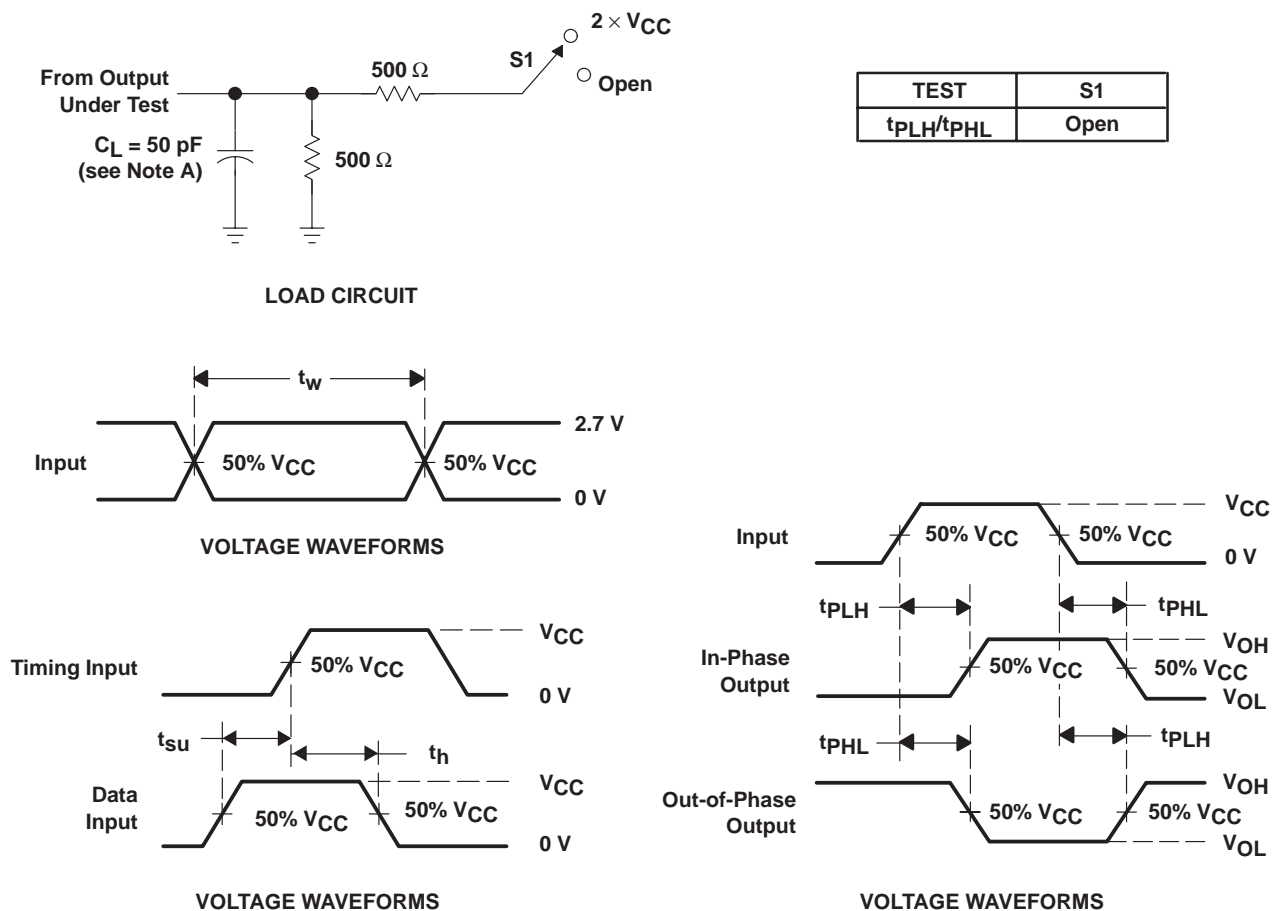 2 × VCC
S1
500 Ω
Open
From Output
Under Test
CL = 50 pF
(see Note A)
500 Ω
LOAD CIRCUIT
TEST S1
tPLH/tPHL Open
tw
2.7 V
Input
50% VCC 50% VCC
0 V
VOLTAGE WAVEFORMS
VCC
Timing Input
50% VCC
0 V
tsu
th
VCC
Data
Input
50% VCC 50% VCC
0 V
VOLTAGE WAVEFORMS
VCC
Input
50% VCC 50% VCC
0 V
tPLH tPHL
VOH
In-Phase
Output
50% VCC 50% VCC
VOL
tPHL tPLH
VOH
Out-of-Phase
Output
50% VCC 50% VCC
VOL
VOLTAGE WAVEFORMS